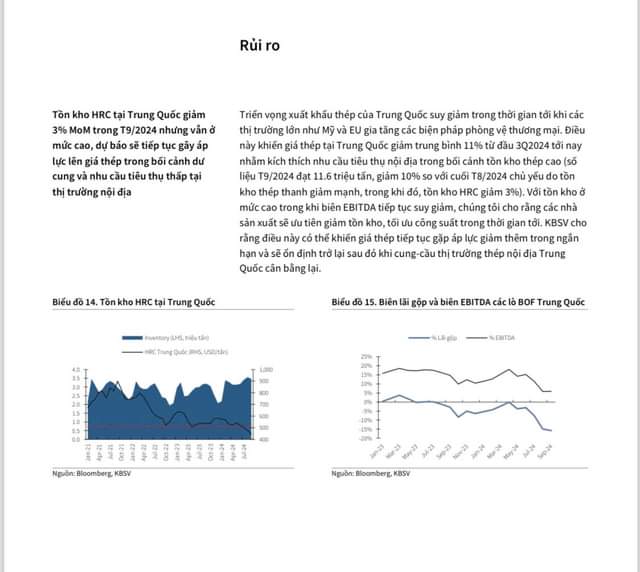 Rủi ro
Tồn kho HRC tại Trung Quốc giảm
3% MoM trong T9/2024 nhưng vẫn ở
mức cao, dự báo sẽ tiếp tục gây áp
lực lên giá thép trong bối cảnh dư
cung và nhu cầu tiêu thụ thấp tại
thị trường nội địa
Triển vọng xuất khẩu thép của Trung Quốc suy giảm trong thời gian tới khi các
thị trường lớn như Mỹ và EU gia tăng các biện pháp phòng vệ thương mại. Điều
này khiến giá thép tại Trung Quốc giảm trung bình 11% từ đầu 3Q2024 tới nay
nhằm kích thích nhu cầu tiêu thụ nội địa trong bối cảnh tồn kho thép cao (số
liệu T9/2024 đạt 11.6 triệu tấn, giảm 10% so với cuối T8/2024 chủ yếu do tồn
kho thép thanh giảm mạnh, trong khi đó, tồn kho HRC giảm 3%). Với tồn kho ở
mức cao trong khi biên EBITDA tiếp tục suy giảm, chúng tôi cho rằng các nhà
sản xuất sẽ ưu tiên giảm tồn kho, tối ưu công suất trong thời gian tới. KBSV cho
rằng điều này có thể khiến giá thép tiếp tục gặp áp lực giảm thêm trong ngắn
hạn và sẽ ổn định trở lại sau đó khi cung-cầu thị trường thép nội địa Trung
Quốc cân bằng lại.
Biểu đồ 14. Tồn kho HRC tại Trung Quốc
Inventory (LHS, triệu tấn)
HRC Trung Quốc (RHS, USD/tấn)
4.0
3.5
3.0
2.5
2.0
1.5
1.0
0.5
0.0
1,000
900
800
700
600
500
400
Jan-21
Apr-21
Jul-21
Oct-21
Jan-22
Apr-22
Jul-22
Oct-22
Jan-23
Apr-23
Jul-23
Oct-23
Jan-24
Apr-24
Jul-24
Nguồn: Bloomberg, KBSV
Biểu đồ 15. Biên lãi gộp và biên EBITDA các lò BOF Trung Quốc
% Lãi gộp
% EBITDA
25%
20%
15%
10%
5%
0%
-5%
-10%
-15%
-20%
Jan-23
Mar-23
May-23
Jul-23
Sep-23
Nov-23
Jan-24
Mar-24
May-24
Jul-24
Sep-24
Nguồn: Bloomberg, KBSV